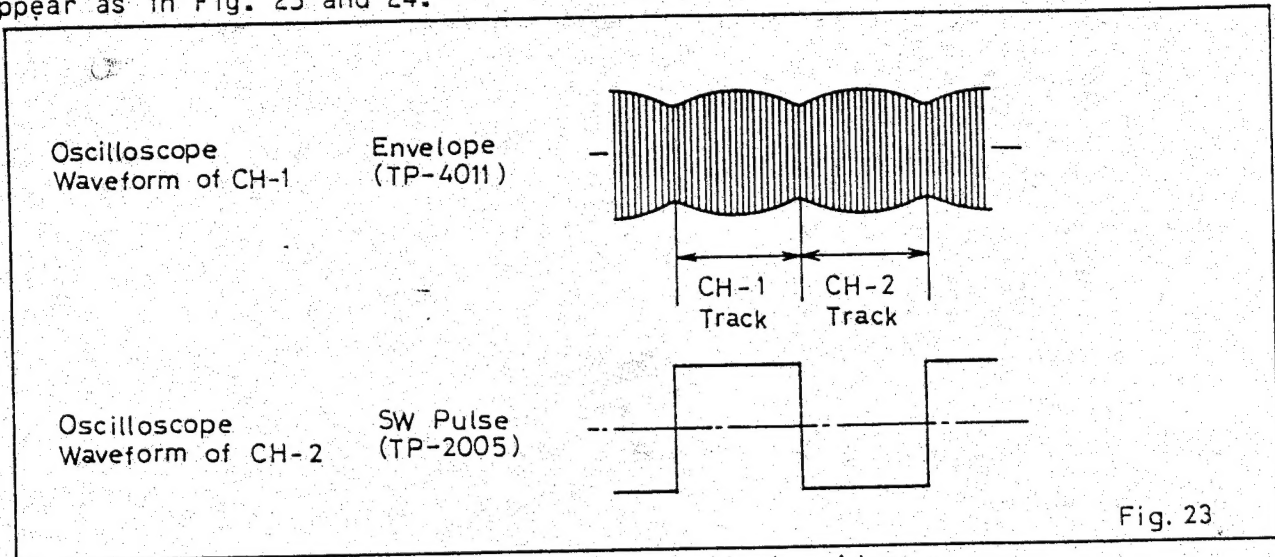 ppear as in Fig. 23 and 24.
Oscilloscope
Waveform of CH-1
Envelope
(TP-4011)
CH-1
Track
CH-2
Track
Oscilloscope
Waveform of CH-2
SW Pulse
(TP-2005)
Fig. 23